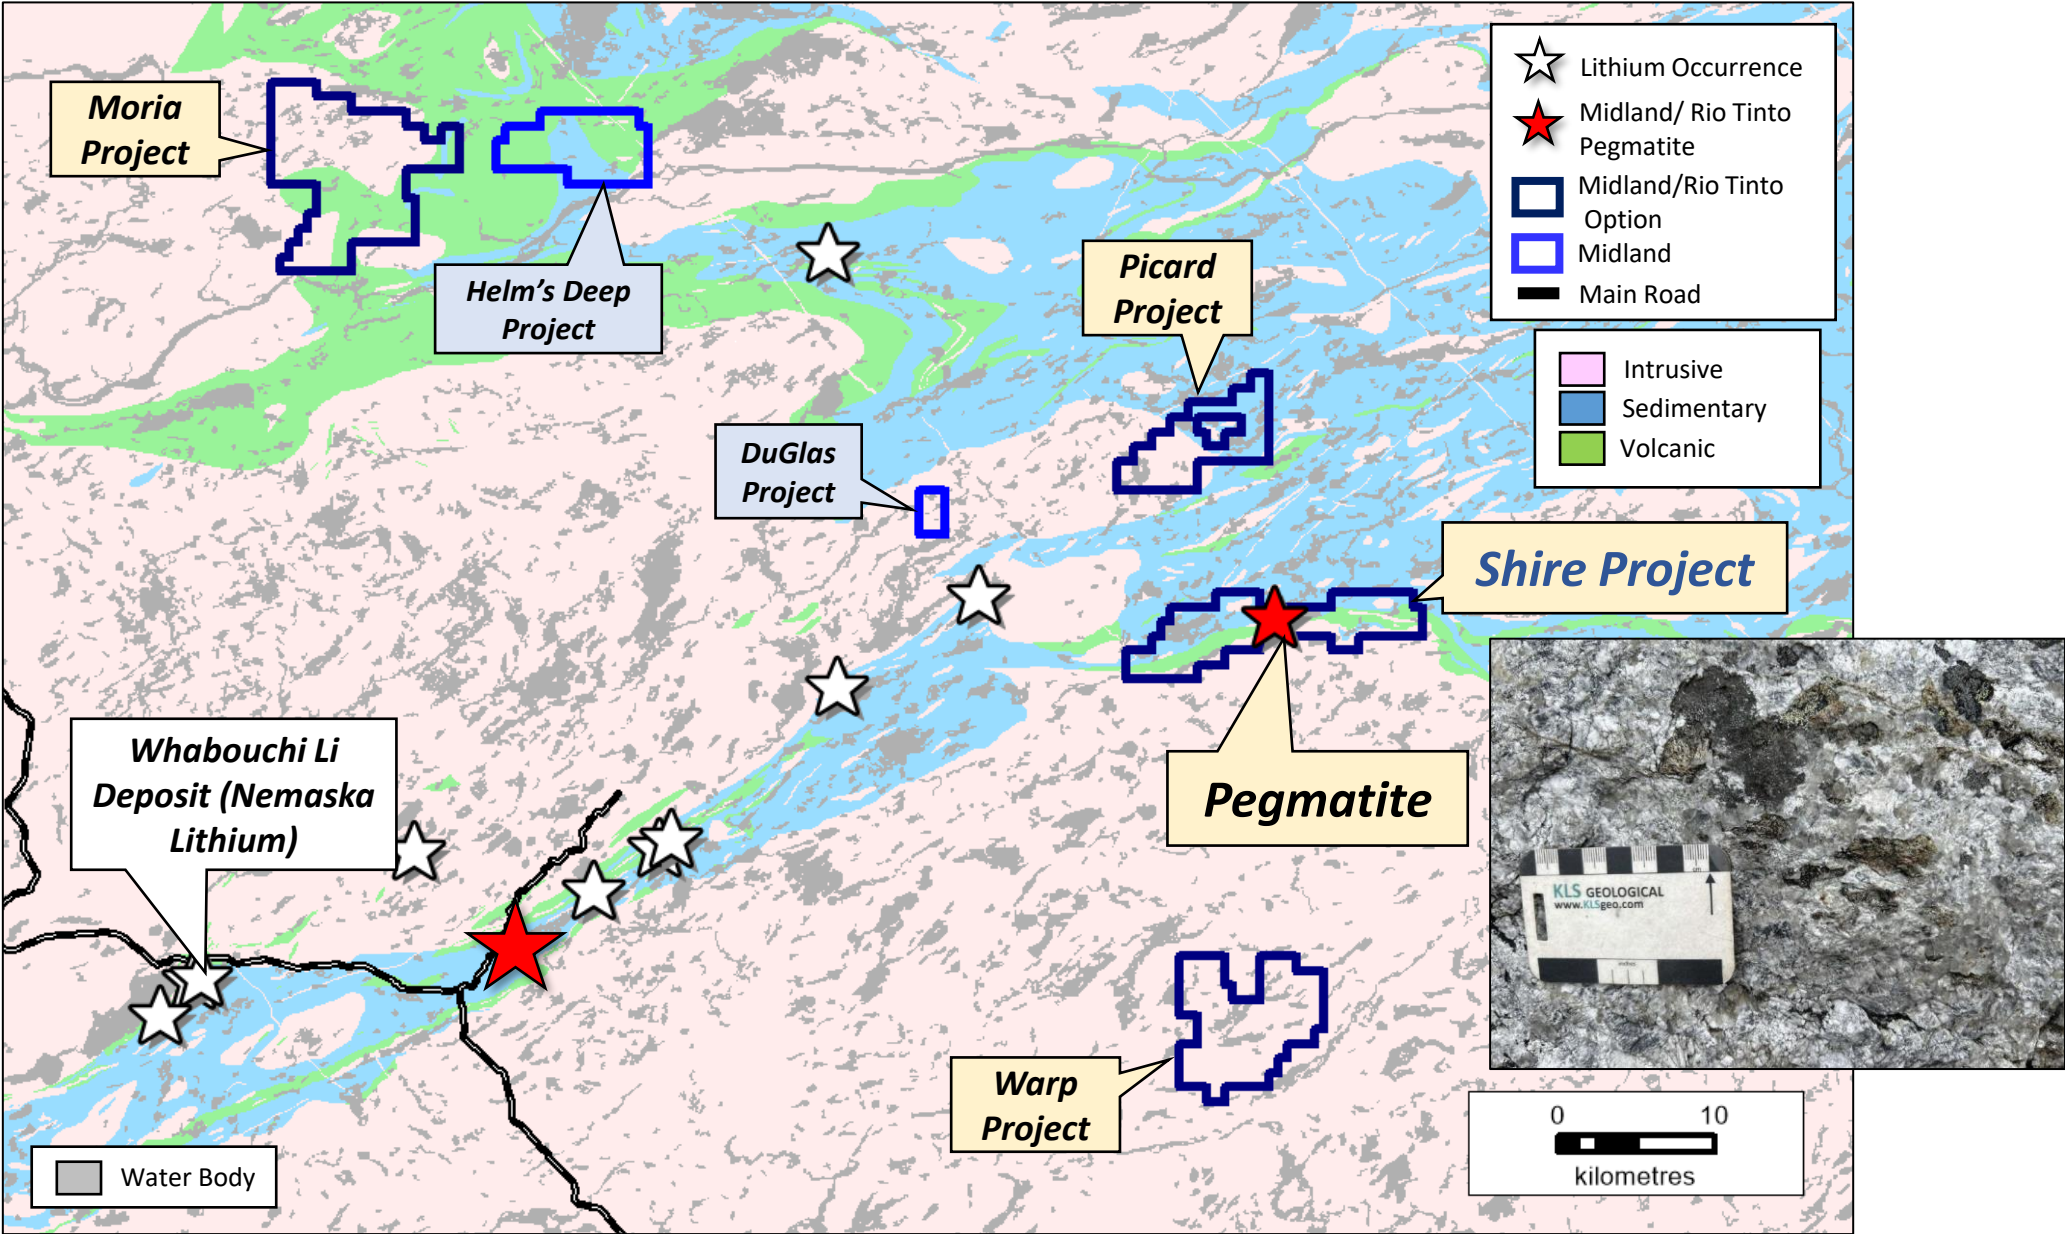 Moria
Project
Helm's Deep
Project
Picard
Project
DuGlas
Project
Shire Project
Pegmatite
Whabouchi Li
Deposit (Nemaska
Lithium)
Warp
Project
Lithium Occurrence
Midland/ Rio Tinto
Pegmatite
Midland/Rio Tinto
Option
Midland
Main Road
Intrusive
Sedimentary
Volcanic
cm
KLS GEOLOGICAL
www.KLSgeo.com
inches
0 10
kilometres
Water Body